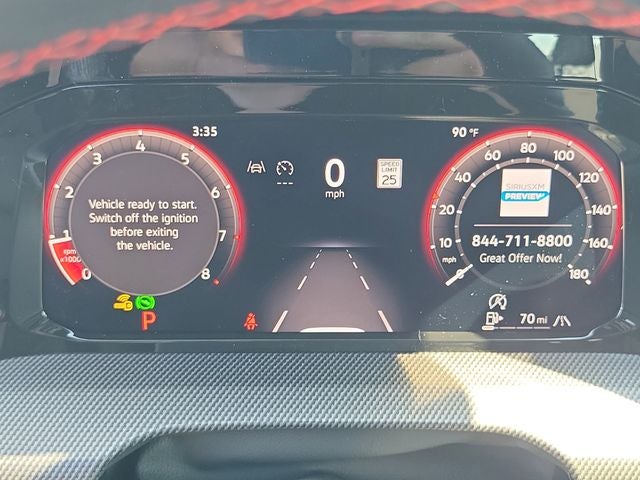 3:35
90 °F
0
mph
SPEED
LIMIT
25
Vehicle ready to start.
Switch off the ignition
before exiting
the vehicle.
0
1
2
3
4
5
6
7
8
rpm
x1000
0
10
20
40
60
80
100
120
140
160
180
mph
SIRIUSXM
PREVIEW
844-711-8800
Great Offer Now!
P
70 mi